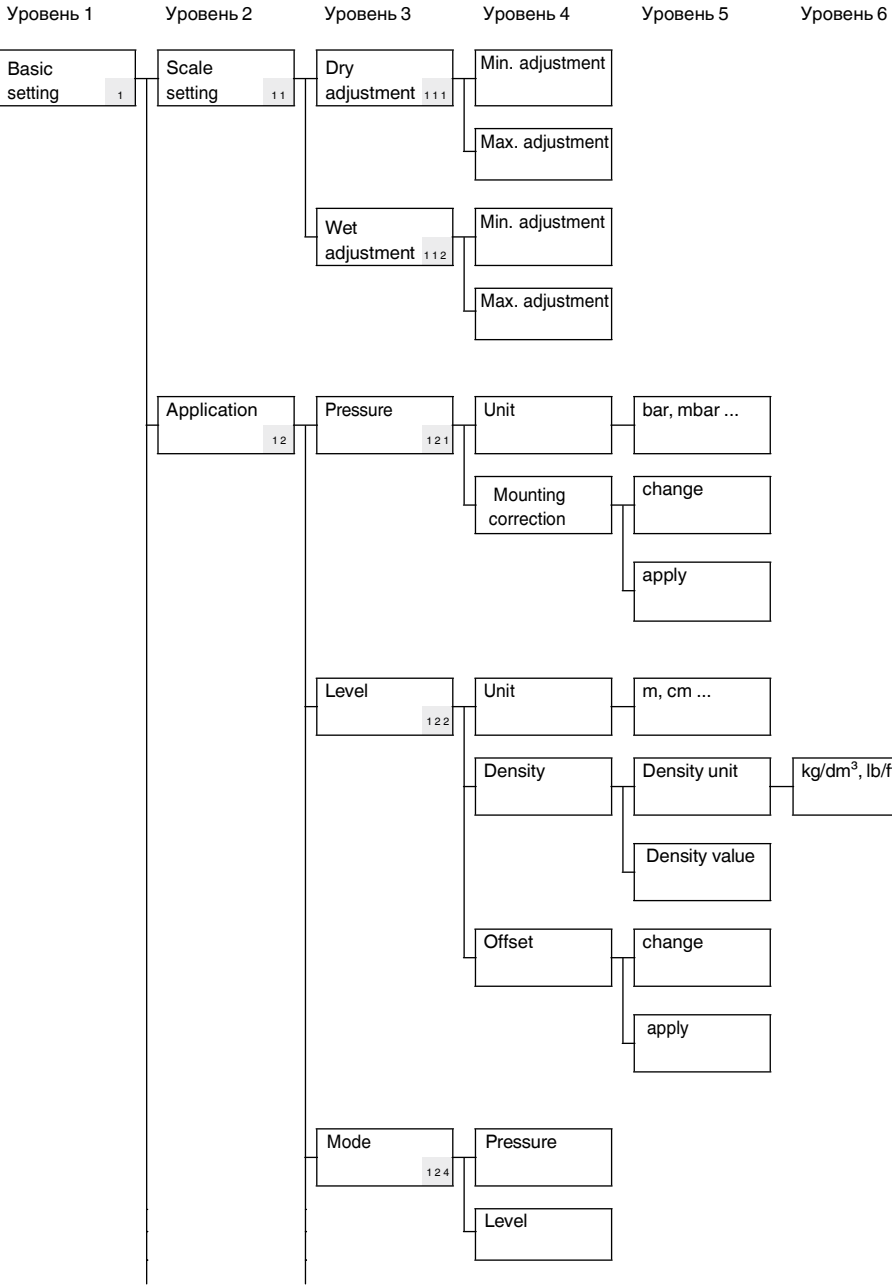 Уровень 1 Уровень 2 Уровень 3 Уровень 4 Уровень 5 Уровень 6
Basic
setting 1
Scale
setting 11
Dry
adjustment 111
Min. adjustment
Max. adjustment
Wet
adjustment 112
Min. adjustment
Max. adjustment
Application
12
Pressure
121
Unit
bar, mbar ...
Mounting
correction
change
apply
Level
122
Unit
m, cm ...
Density
Density unit
kg/dm³, lb/f
Density value
Offset
change
apply
Mode
124
Pressure
Level